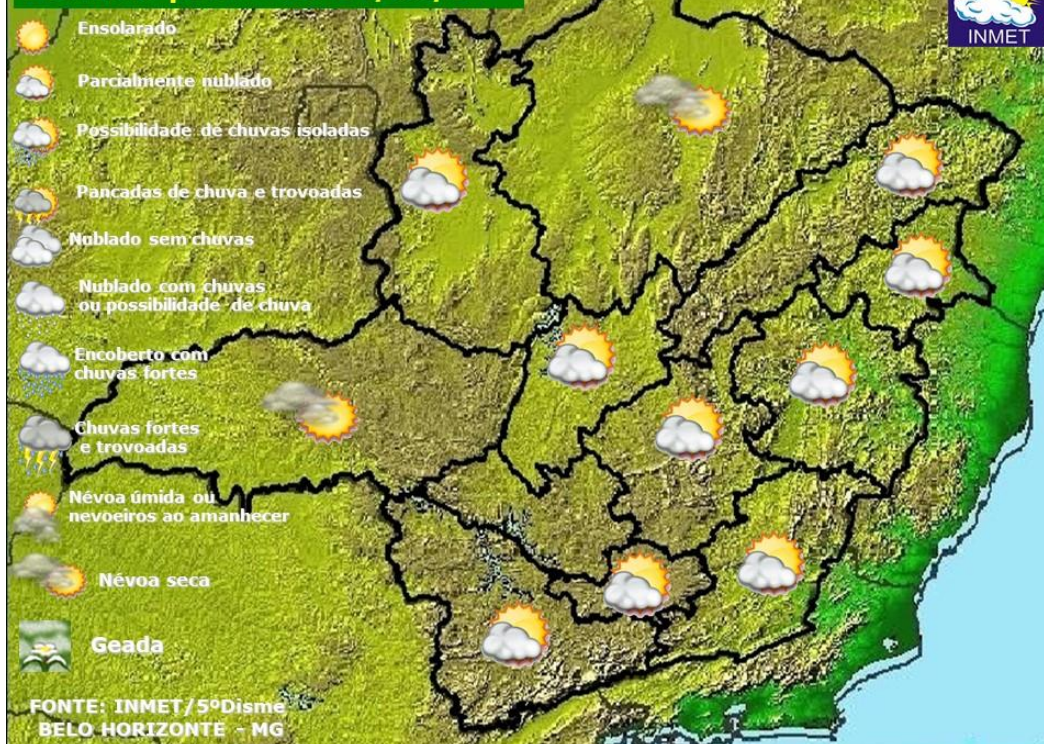 INMET
Ensolarado
Parcialmente nublado
Possibilidade de chuvas isoladas
Pancadas de chuva e trovoadas
Nublado sem chuvas
Nublado com chuvas
ou possibilidade de chuva
Encoberto com
chuvas fortes
Chuvas fortes
e trovoadas
Névoa úmida ou
nevoeiros ao amanhecer
Névoa seca
Geada
FONTE: INMET/5ºDisme
BELO HORIZONTE - MG